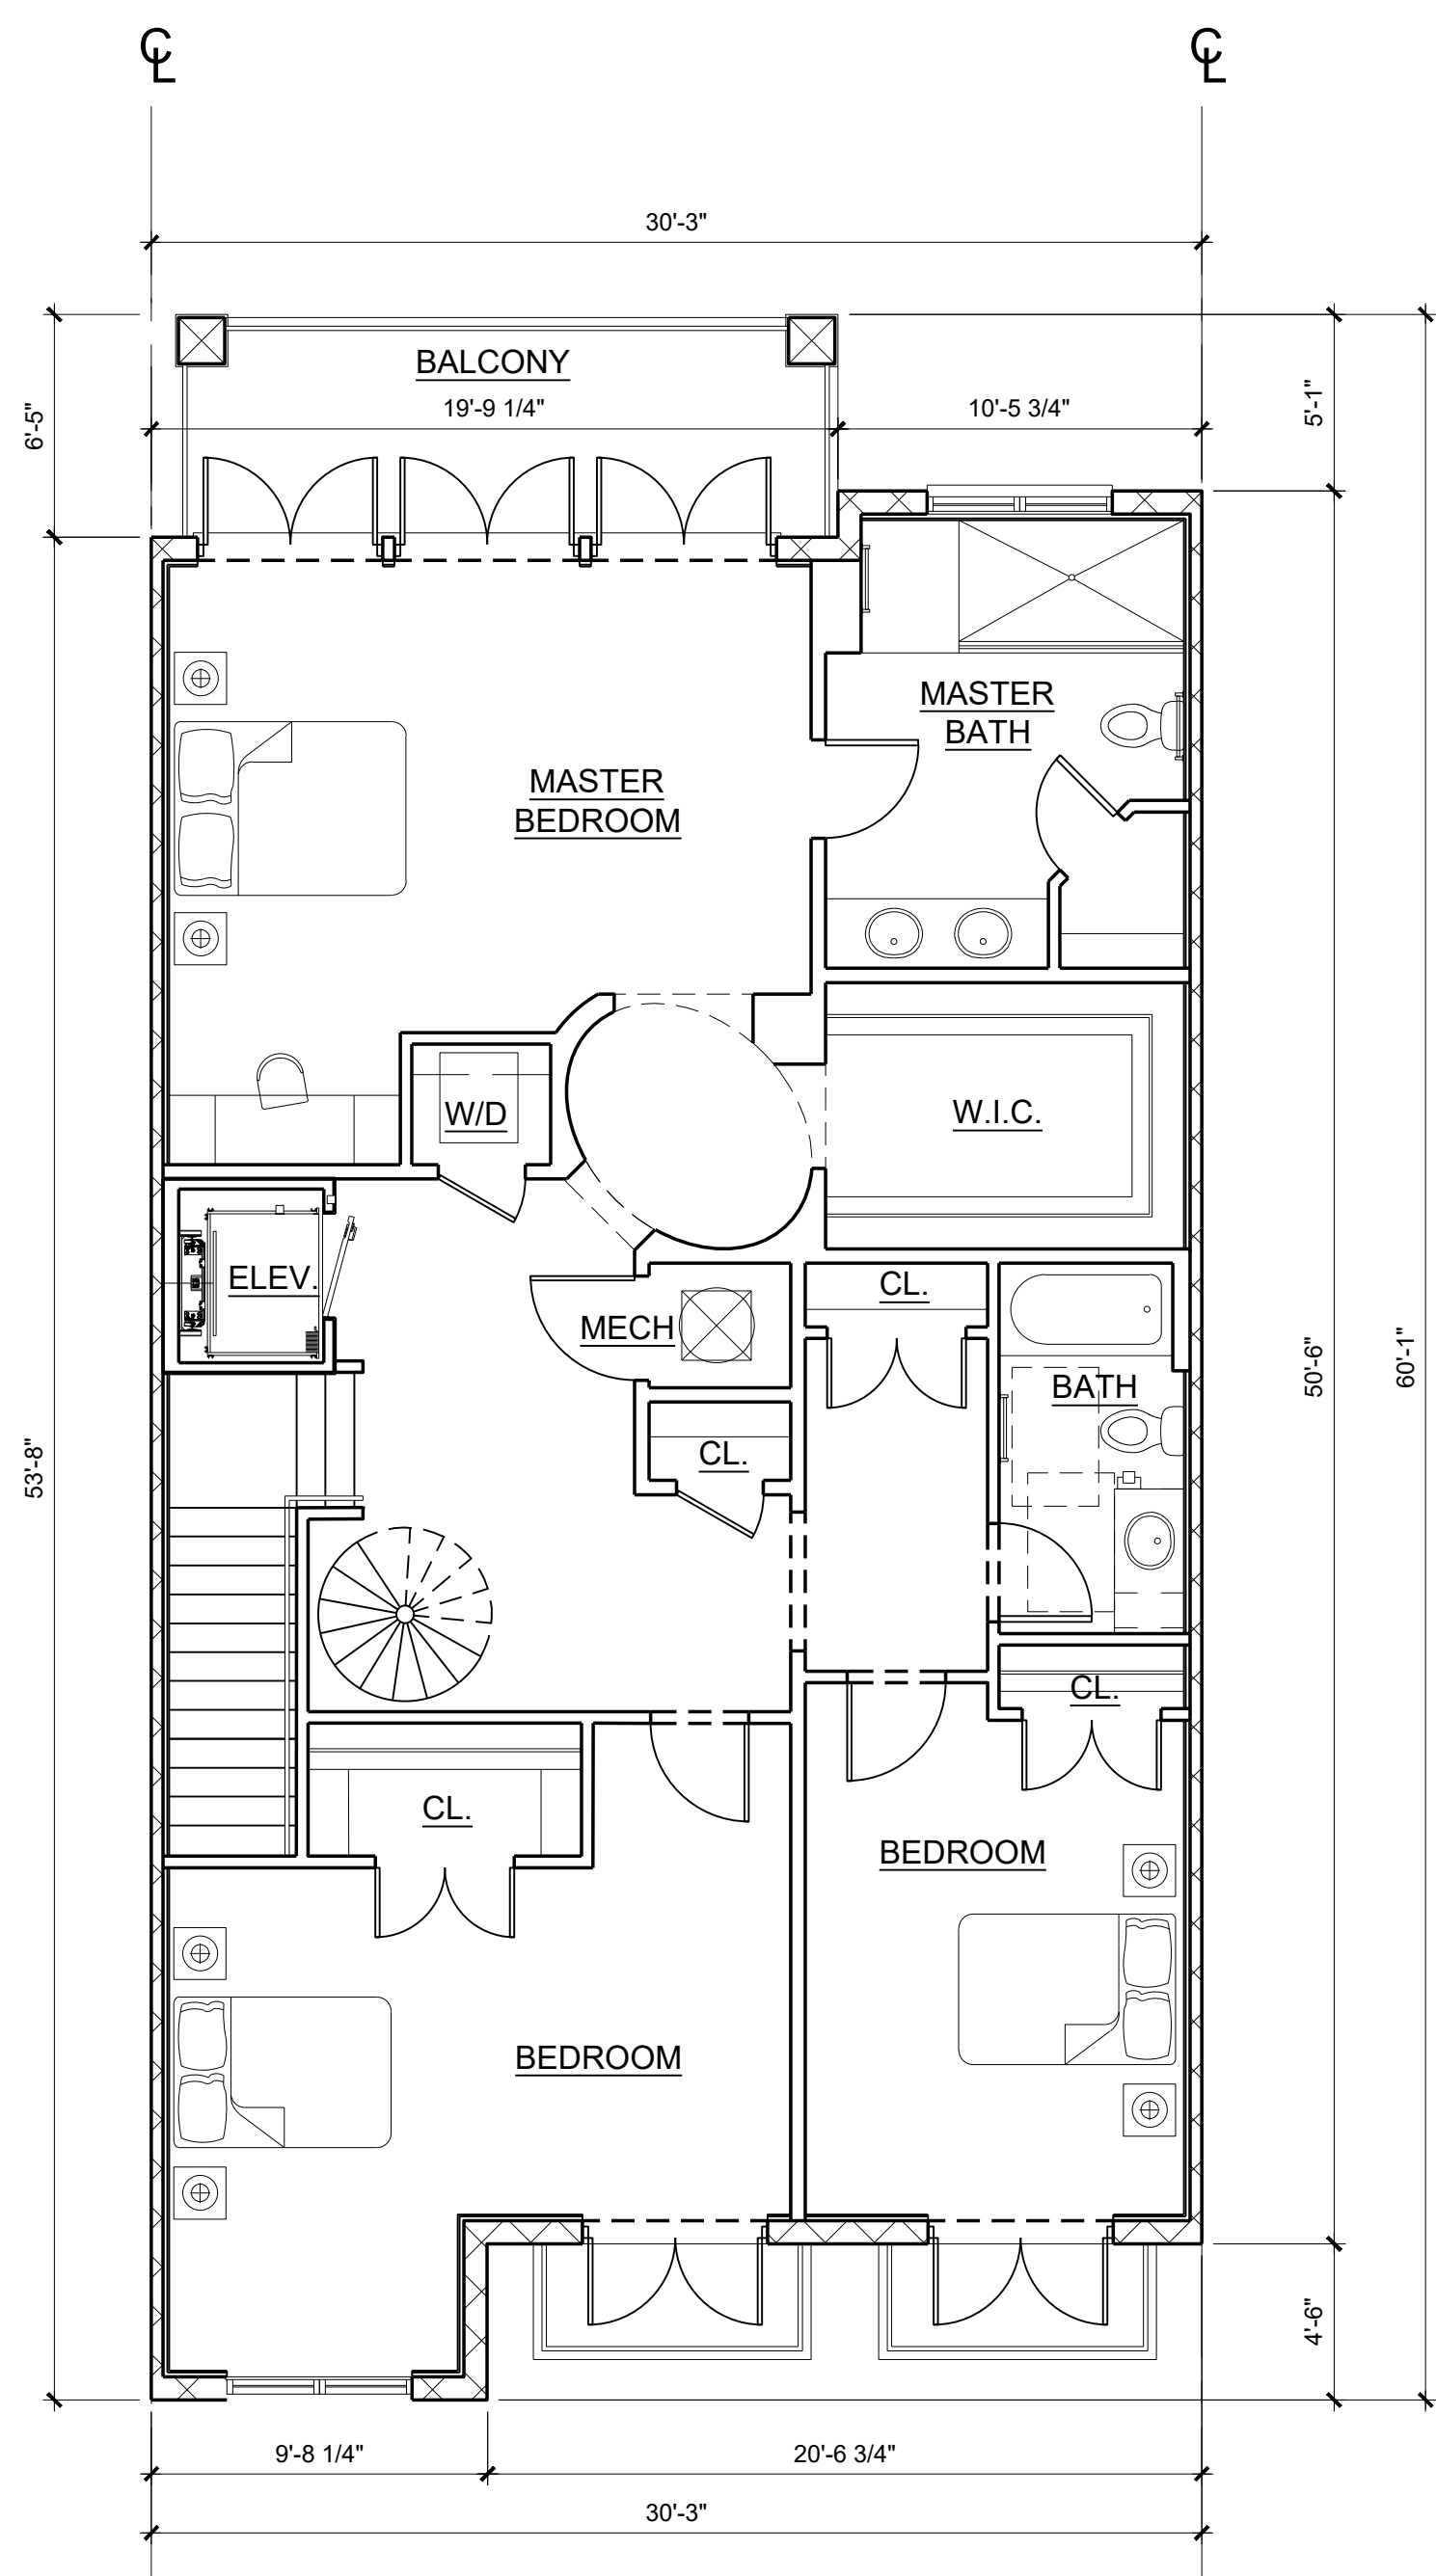 CL
CL
30'-3"
BALCONY
19'-9 1/4"
10'-5 3/4"
6'-5"
5'-1"
MASTER
BATH
MASTER
BEDROOM
W/D
W.I.C.
ELEV.
MECH
CL.
BATH
CL.
53'-8"
50'-6"
60'-1"
CL.
CL.
BEDROOM
BEDROOM
4'-6"
9'-8 1/4"
20'-6 3/4"
30'-3"